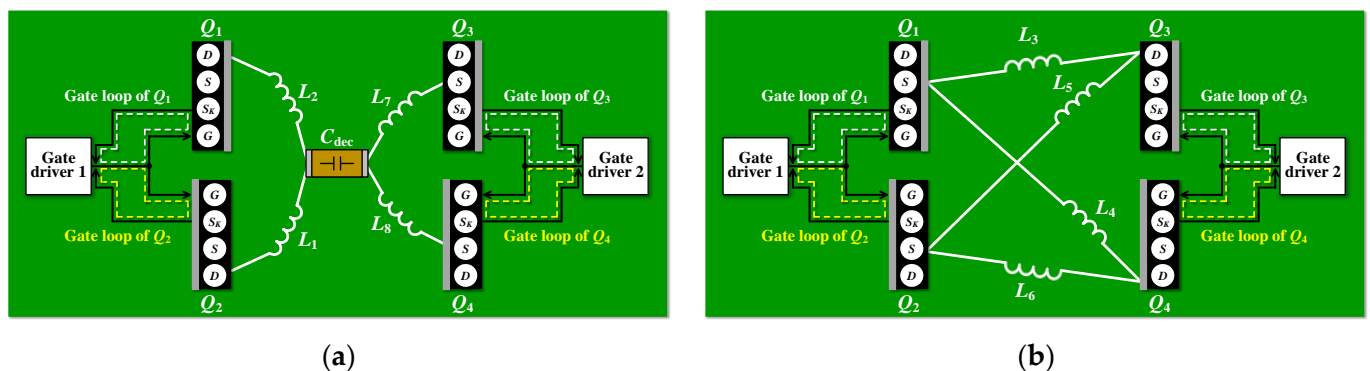 Q1
Q3
D
S
SK
G
D
S
SK
G
Gate loop of Q1
Gate loop of Q3
L2
L7
Cdec
Gate
driver 1
Gate
driver 2
G
SK
S
D
G
SK
S
D
Gate loop of Q2
Gate loop of Q4
L1
L8
Q2
Q4
(a)
Q1
Q3
L3
D
S
SK
G
D
S
SK
G
Gate loop of Q1
Gate loop of Q3
L5
Gate
driver 1
Gate
driver 2
G
SK
S
D
G
SK
S
D
Gate loop of Q2
Gate loop of Q4
L4
L6
Q2
Q4
(b)